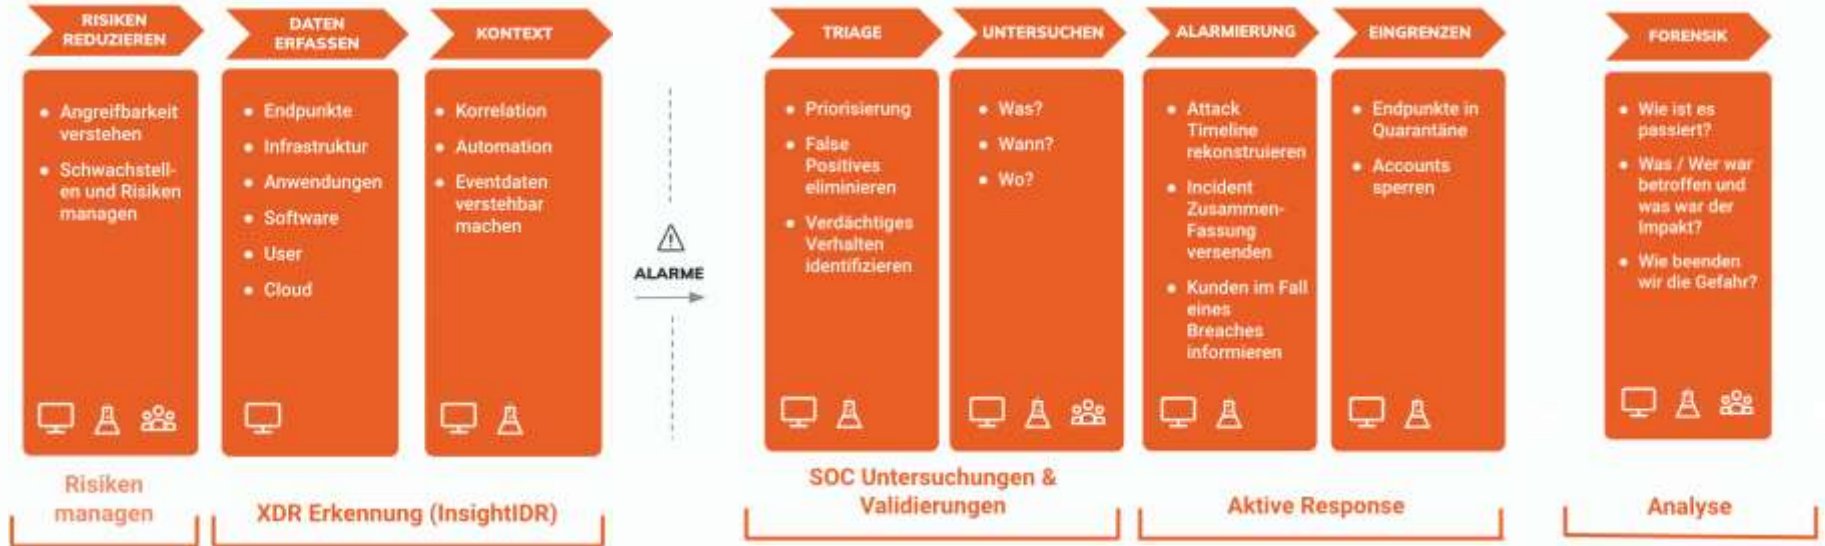 RISIKEN
REDUZIEREN
Angreifbarkeit
verstehen
Schwachstell-
en und Risiken
managen
DATEN
ERFASSEN
Endpunkte
Infrastruktur
Anwendungen
Software
User
Cloud
KONTEXT
Korrelation
Automation
Eventdaten
verstehbar
machen
ALARME
TRIAGE
Priorisierung
False
Positives
eliminieren
Verdächtiges
Verhalten
identifizieren
UNTERSUCHEN
Was?
Wann?
Wo?
ALARMIERUNG
Attack
Timeline
rekonstruieren
Incident
Zusammen-
Fassung
versenden
Kunden im Fall
eines
Breaches
informieren
EINGRENZEN
Endpunkte in
Quarantäne
Accounts
sperren
FORENSIK
Wie ist es
passiert?
Was / Wer war
betroffen und
was war der
Impakt?
Wie beenden
wir die Gefahr?
Risiken
managen
XDR Erkennung (InsightIDR)
SOC Untersuchungen &
Validierungen
Aktive Response
Analyse